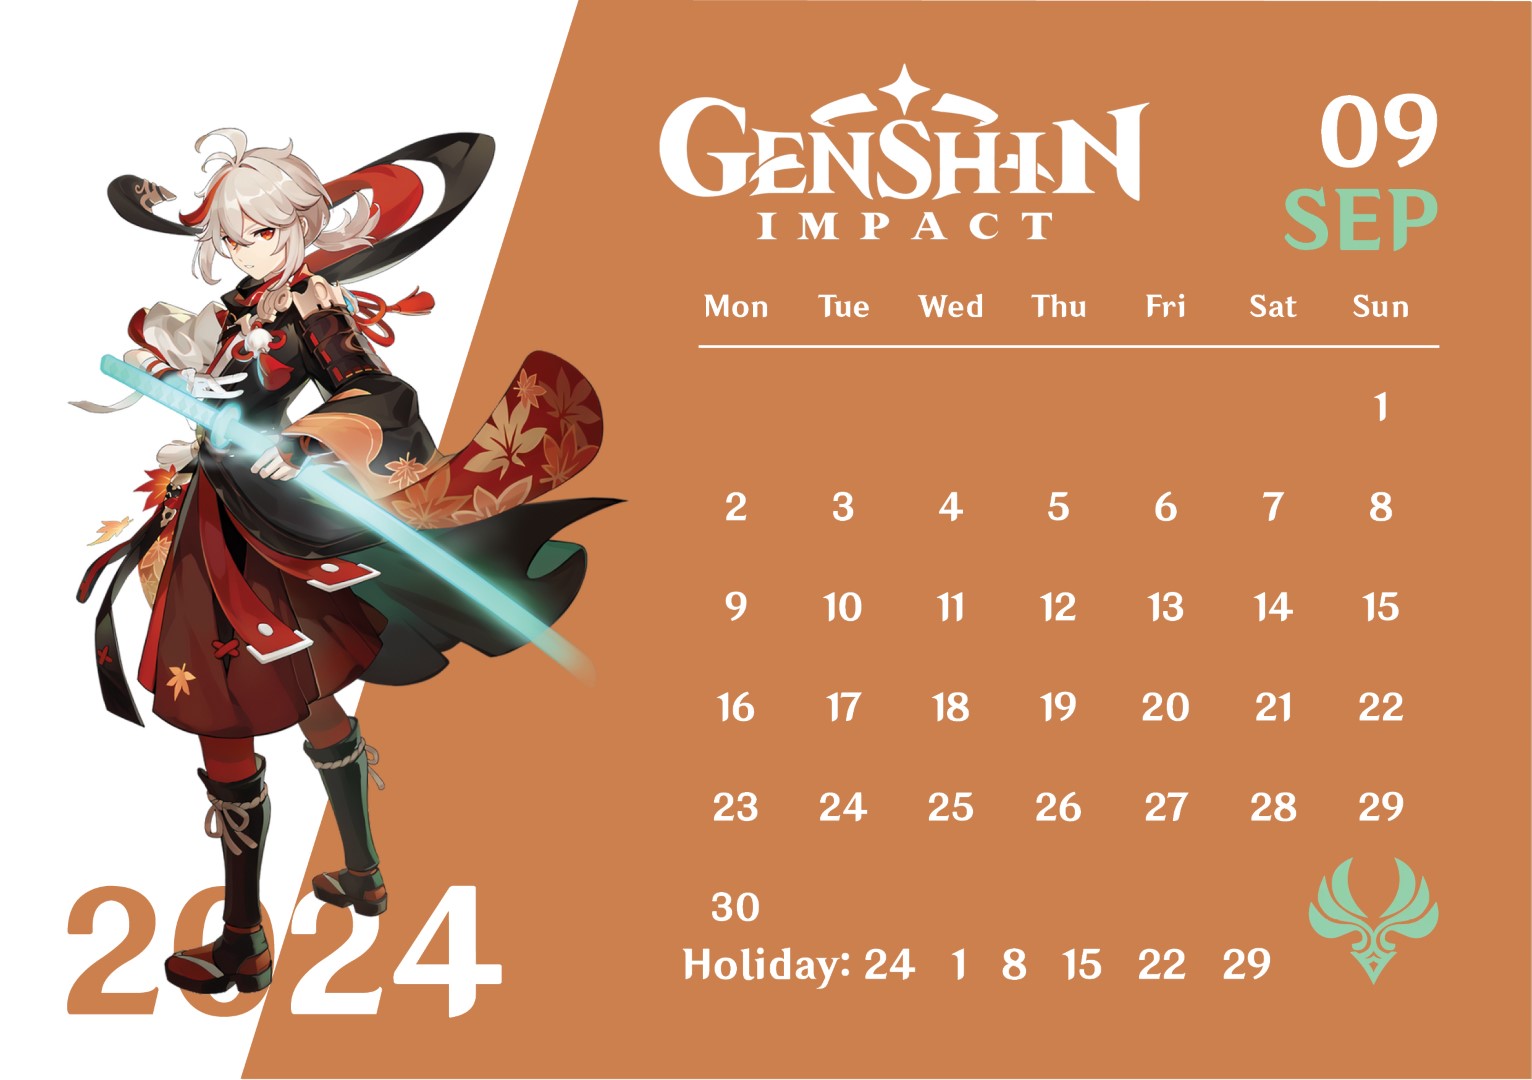 GENSHIN
IMPACT
09
SEP
Mon Tue Wed Thu Fri Sat Sun
1
2 3 4 5 6 7 8
9 10 11 12 13 14 15
16 17 18 19 20 21 22
23 24 25 26 27 28 29
30
Holiday: 24 1 8 15 22 29
2024